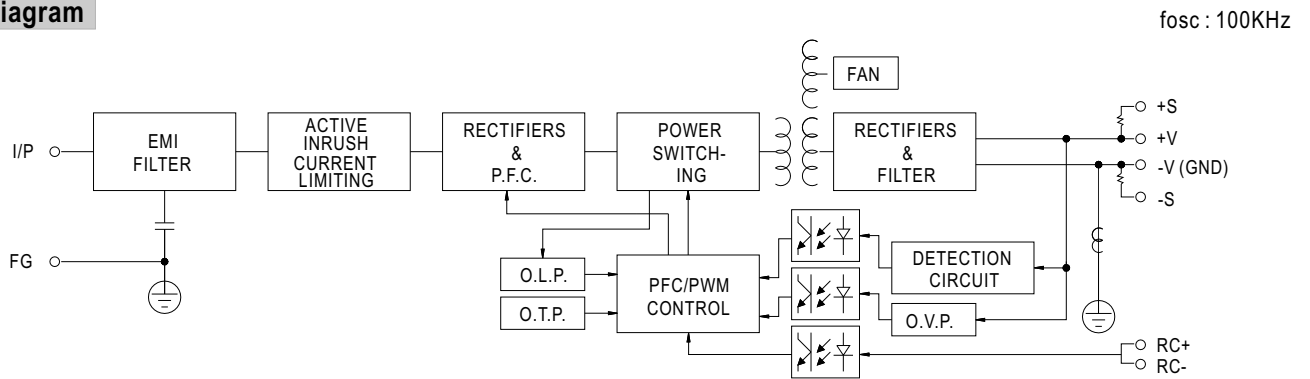 iagram
fosc : 100KHz
FAN
I/P
EMI
FILTER
ACTIVE
INRUSH
CURRENT
LIMITING
RECTIFIERS
&
P.F.C.
POWER
SWITCH-
ING
RECTIFIERS
&
FILTER
+S
+V
-V (GND)
-S
FG
O.L.P.
O.T.P.
PFC/PWM
CONTROL
DETECTION
CIRCUIT
O.V.P.
RC+
RC-